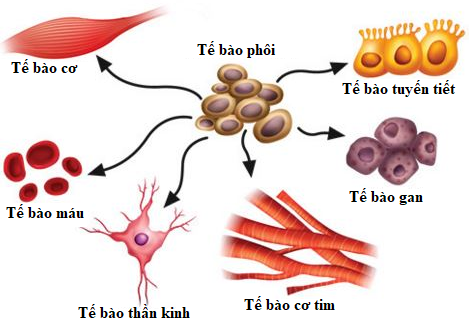 Tế bào phôi
Tế bào cơ
Tế bào tuyến tiết
Tế bào máu
Tế bào gan
Tế bào thần kinh
Tế bào cơ tim